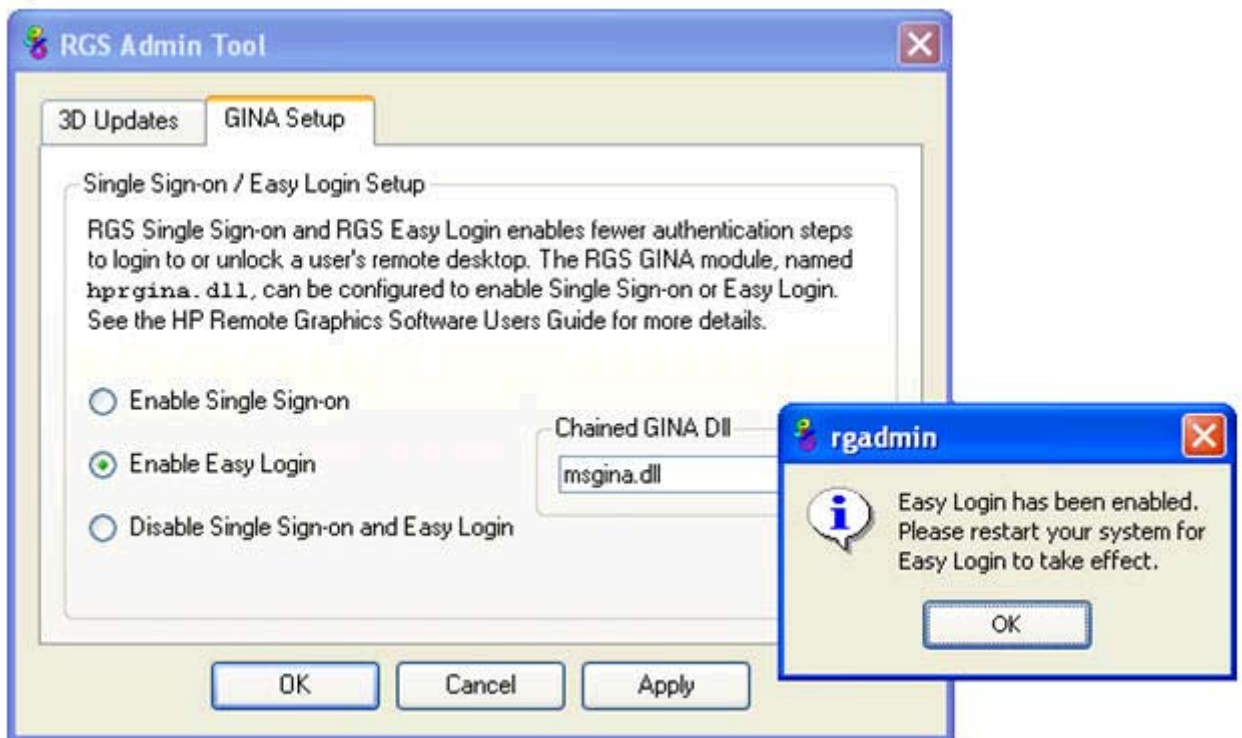 RGS Admin Tool
3D Updates
GINA Setup
Single Sign-on / Easy Login Setup
RGS Single Sign-on and RGS Easy Login enables fewer authentication steps
to login to or unlock a user's remote desktop. The RGS GINA module, named
hprgina.dll, can be configured to enable Single Sign-on or Easy Login.
See the HP Remote Graphics Software Users Guide for more details.
Enable Single Sign-on
Enable Easy Login
Disable Single Sign-on and Easy Login
Chained GINA Dll
msgina.dll
OK
Cancel
Apply
rgadmin
Easy Login has been enabled.
Please restart your system for
Easy Login to take effect.
OK